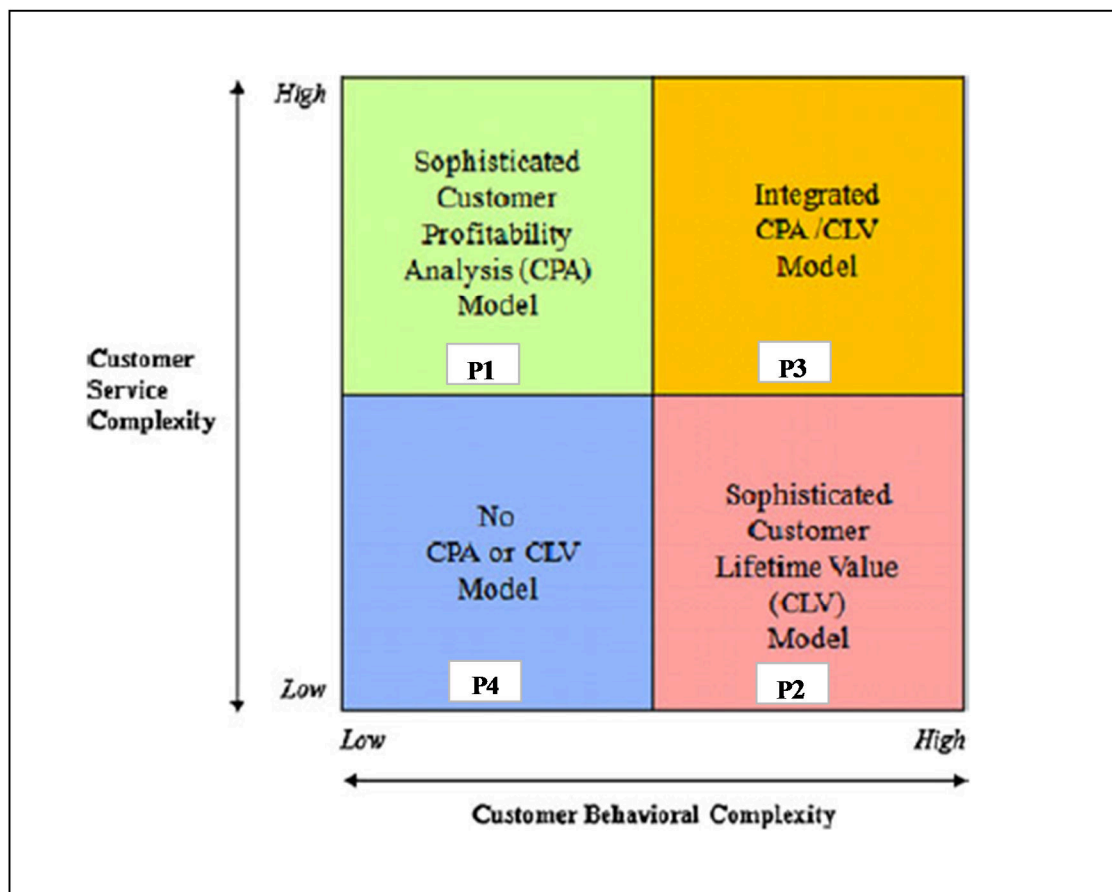 High
Sophisticated
Customer
Profitability
Analysis (CPA)
Model
P1
Integrated
CPA /CLV
Model
P3
Customer
Service
Complexity
No
CPA or CLV
Model
P4
Sophisticated
Customer
Lifetime Value
(CLV)
Model
P2
Low
Low
High
Customer Behavioral Complexity